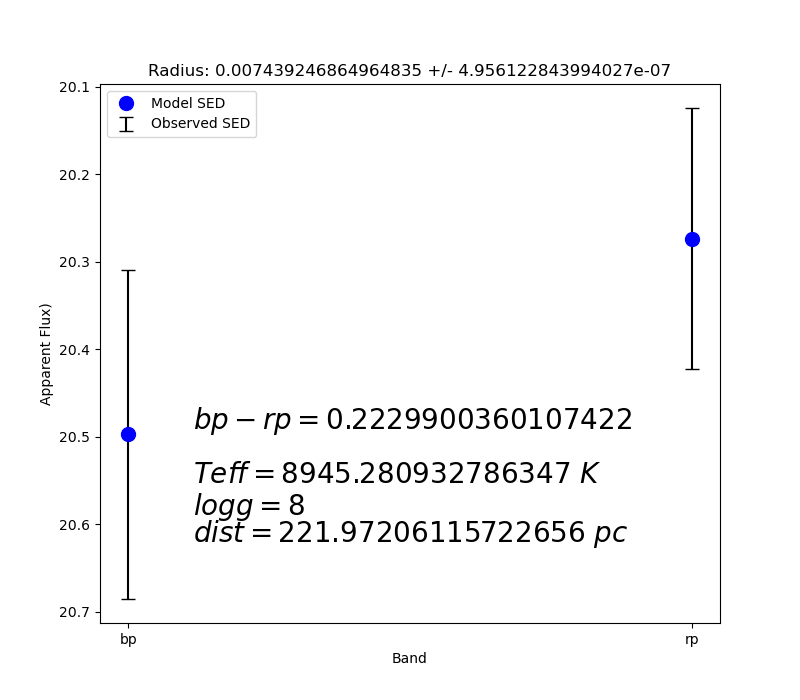 Radius: 0.007439246864964835 +/- 4.956122843994027e-07
20.1
20.2
20.3
20.4
20.5
20.6
20.7
Apparent Flux)
Model SED
Observed SED
bp − rp = 0.2229900360107422
Teff = 8945.280932786347 K
logg = 8
dist = 221.97206115722656 pc
bp
rp
Band